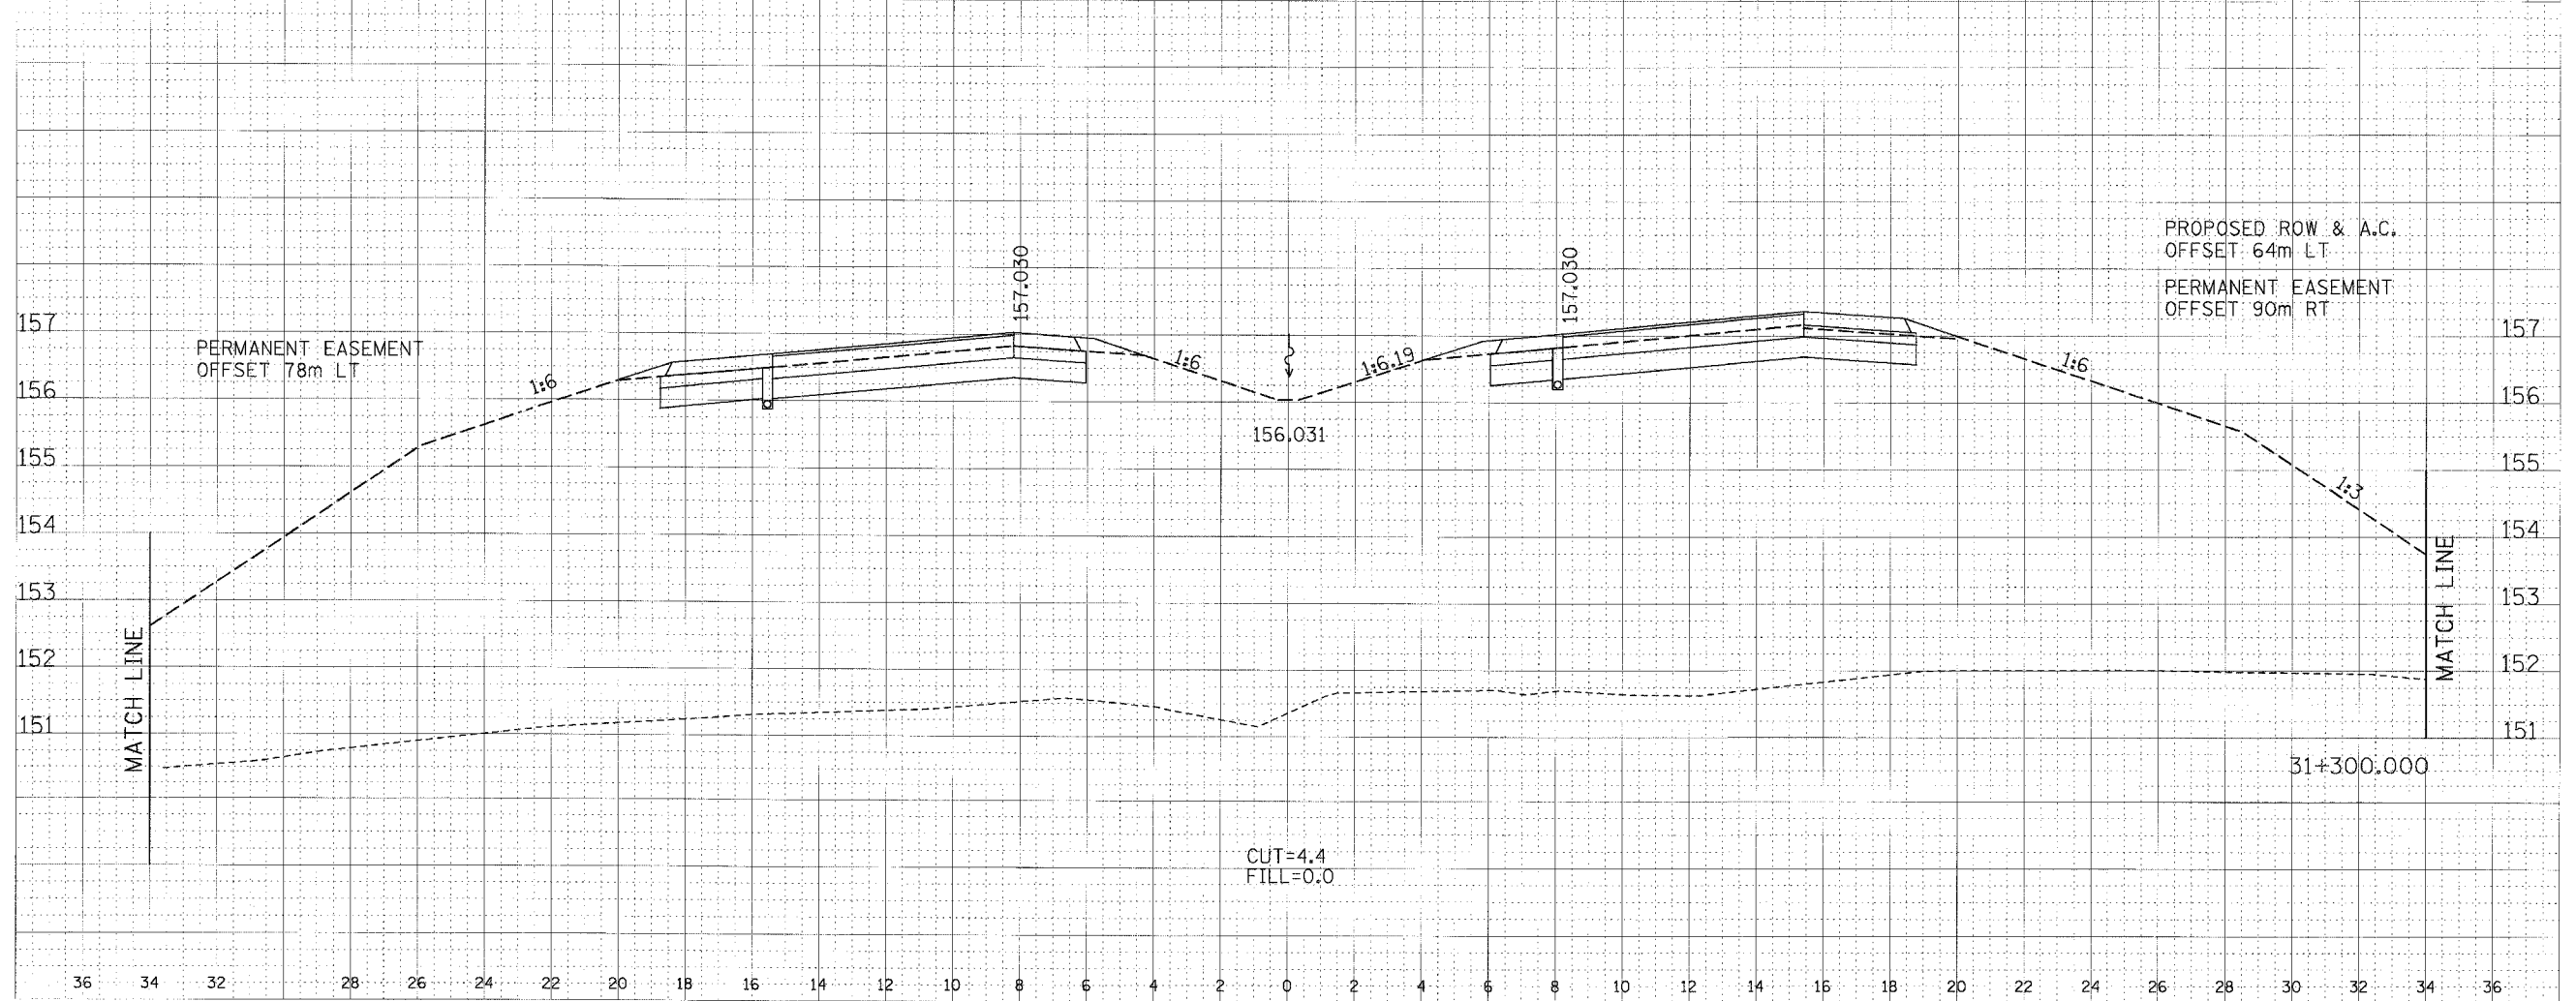 157.030
157.030
PROPOSED ROW & A.C.
OFFSET 64m LT
PERMANENT EASEMENT
OFFSET 90m RT
157
157
PERMANENT EASEMENT
OFFSET 78m LT
1:6
1:6
1:6.19
1:6
156
156
156.031
155
155
1:3
154
154
153
153
152
152
151
151
MATCH LINE
MATCH LINE
31+300.000
CUT=4.4
FILL=0.0
36 34 32 28 26 24 22 20 18 16 14 12 10 8 6 4 2 0 2 4 6 8 10 12 14 16 18 20 22 24 26 28 30 32 34 36